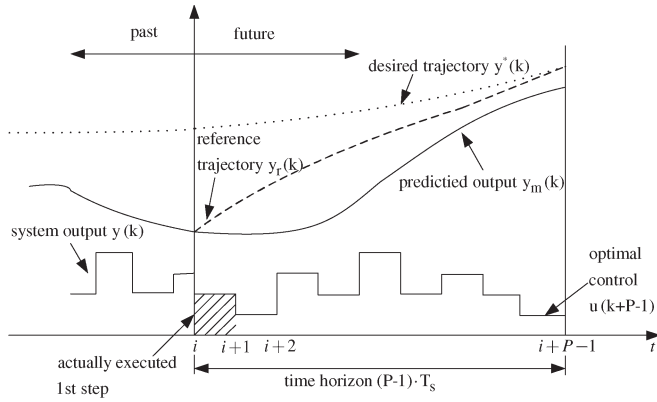 past
future
desired trajectory y*(k)
reference
trajectory y_r(k)
predictied output y_m(k)
system output y (k)
optimal
control
u (k+P-1)
i
i+1
i+2
i+P−1
t
actually executed
1st step
time horizon (P-1)·T_s